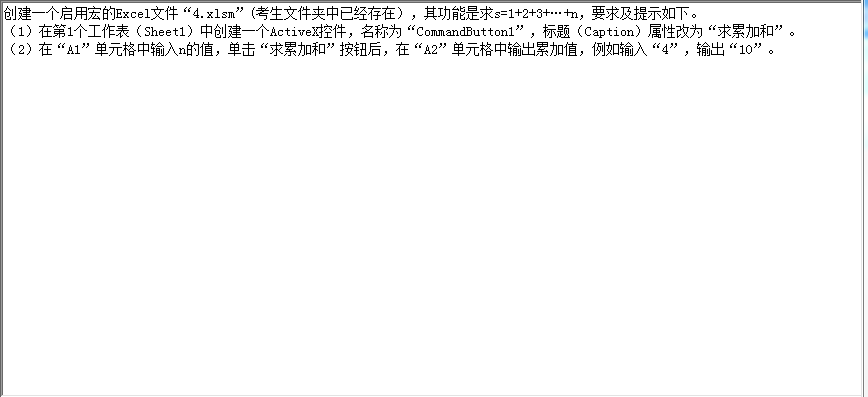 创建一个启用宏的Excel文件“4.xlsm”(考生文件夹中已经存在），其功能是求s=1+2+3+…+n，要求及提示如下。
（1）在第1个工作表（Sheet1）中创建一个ActiveX控件，名称为“CommandButton1”，标题（Caption）属性改为“求累加和”。
（2）在“A1”单元格中输入n的值，单击“求累加和”按钮后，在“A2”单元格中输出累加值，例如输入“4”，输出“10”。